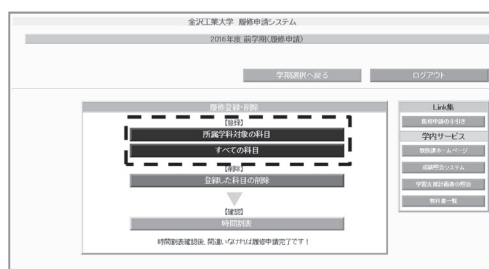 金沢工業大学 履修申請システム
2016年度 前学期(履修申請)
学期選択へ戻る
ログアウト
履修登録・削除
【登録】
所属学科対象の科目
すべての科目
【削除】
登録した科目の削除
【確認】
時間割表
時間割表確認後、間違いなければ履修申請完了です!
Link集
履修申請の手引き
学内サービス
教務課ホームページ
成績照会システム
学習支援計画書の照会
教科書一覧